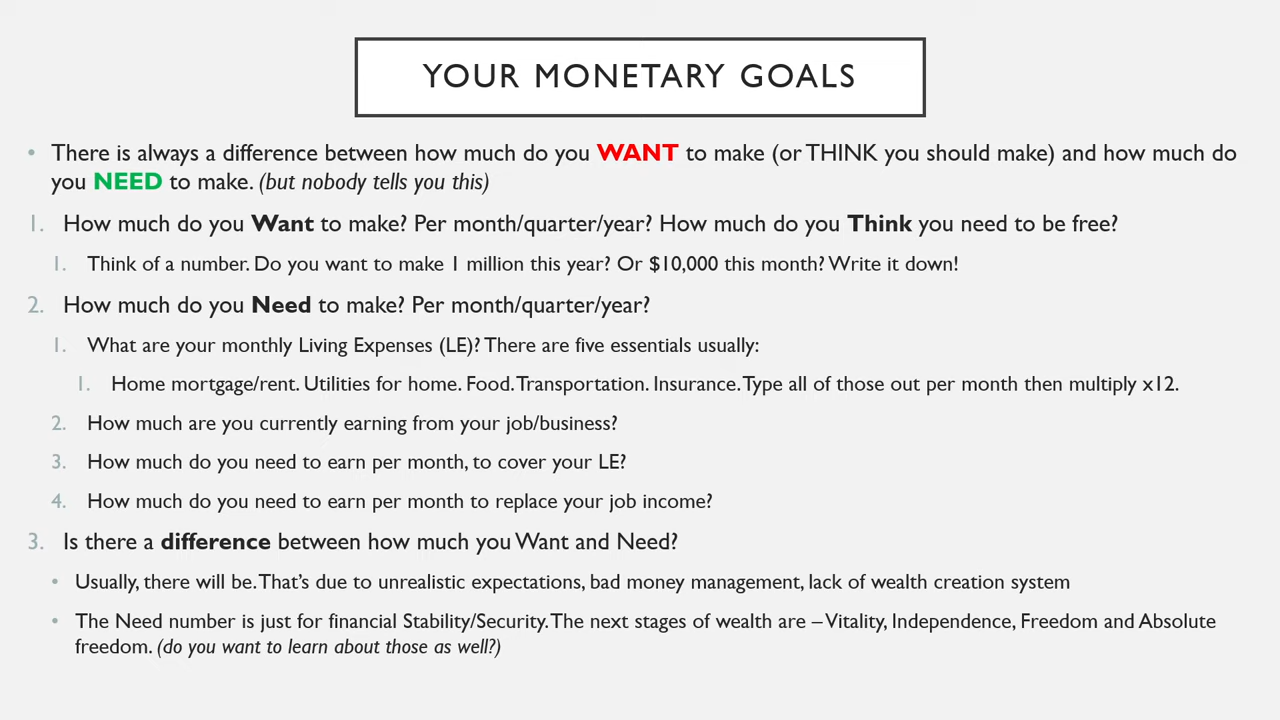 YOUR MONETARY GOALS
• There is always a difference between how much do you WANT to make (or THINK you should make) and how much do
you NEED to make. (but nobody tells you this)
1. How much do you Want to make? Per month/quarter/year? How much do you Think you need to be free?
1. Think of a number. Do you want to make 1 million this year? Or $10,000 this month? Write it down!
2. How much do you Need to make? Per month/quarter/year?
1. What are your monthly Living Expenses (LE)? There are five essentials usually:
1. Home mortgage/rent. Utilities for home. Food. Transportation. Insurance. Type all of those out per month then multiply x12.
2. How much are you currently earning from your job/business?
3. How much do you need to earn per month, to cover your LE?
4. How much do you need to earn per month to replace your job income?
3. Is there a difference between how much you Want and Need?
• Usually, there will be. That's due to unrealistic expectations, bad money management, lack of wealth creation system
• The Need number is just for financial Stability/Security. The next stages of wealth are – Vitality, Independence, Freedom and Absolute
freedom. (do you want to learn about those as well?)